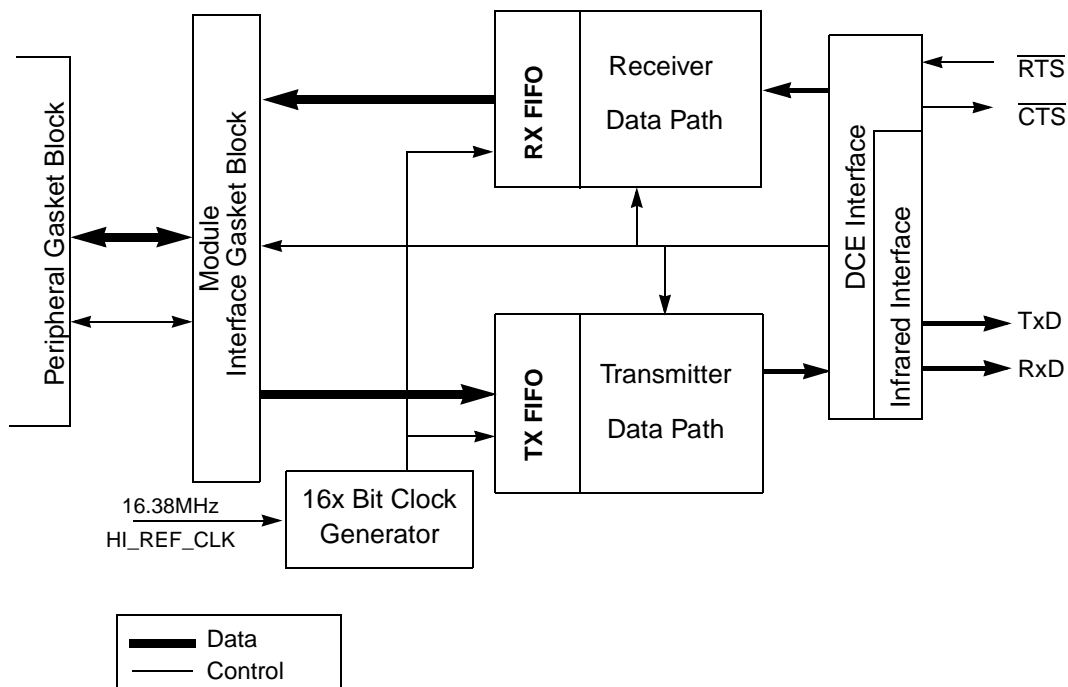 Peripheral Gasket Block
Module
Interface Gasket Block
RX FIFO
Receiver
Data Path
DCE Interface
Infrared Interface
RTS
CTS
TX FIFO
Transmitter
Data Path
TxD
RxD
16.38MHz
HI_REF_CLK
16x Bit Clock
Generator
Data
Control